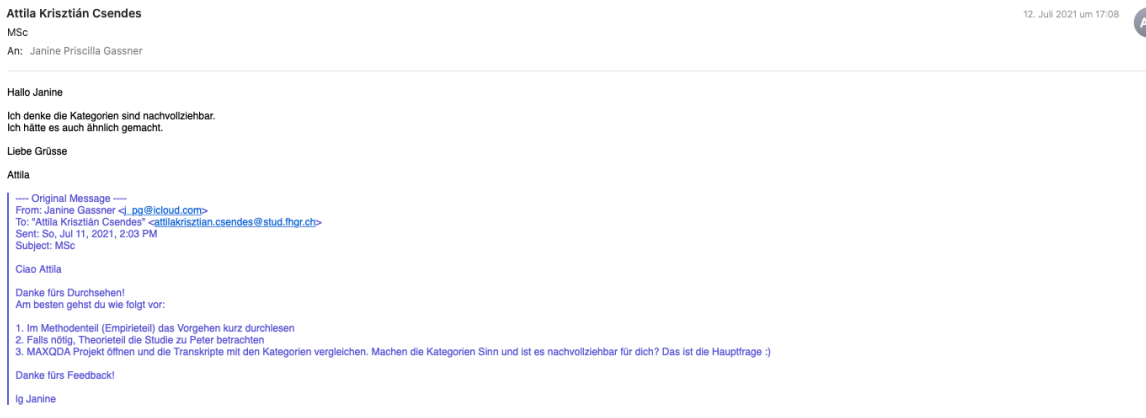 Attila Krisztián Csendes
12. Juli 2021 um 17:08
MSc
An: Janine Priscilla Gassner
A
Hallo Janine
Ich denke die Kategorien sind nachvollziehbar.
Ich hätte es auch ähnlich gemacht.
Liebe Grüsse
Attila
---- Original Message ----
From: Janine Gassner <j_pg@icloud.com>
To: "Attila Krisztián Csendes" <attilakrisztian.csendes@stud.fhgr.ch>
Sent: So, Jul 11, 2021, 2:03 PM
Subject: MSc
Ciao Attila
Danke fürs Durchsehen!
Am besten gehst du wie folgt vor:
1. Im Methodenteil (Empirieteil) das Vorgehen kurz durchlesen
2. Falls nötig, Theorieteil die Studie zu Peter betrachten
3. MAXQDA Projekt öffnen und die Transkripte mit den Kategorien vergleichen. Machen die Kategorien Sinn und ist es nachvollziehbar für dich? Das ist die Hauptfrage :)
Danke fürs Feedback!
lg Janine